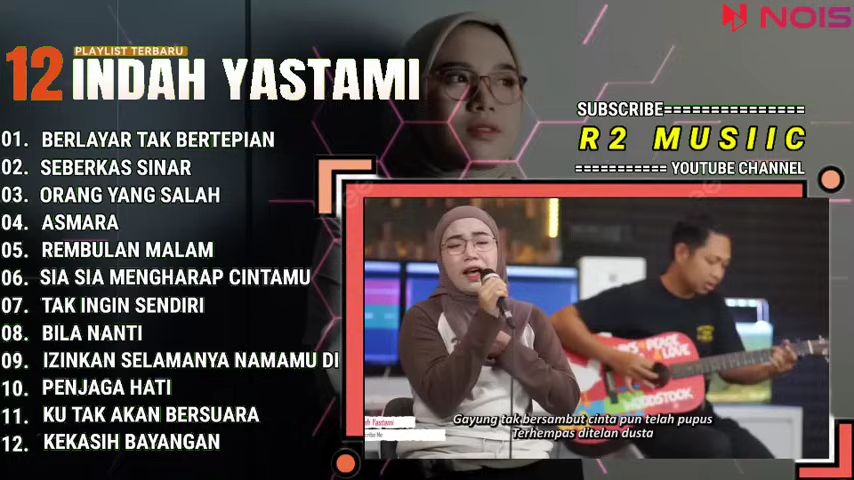 NOIS
PLAYLIST TERBARU
12 INDAH YASTAMI
SUBSCRIBE===============
R2 MUSIIC
=========== YOUTUBE CHANNEL
01. BERLAYAR TAK BERTEPIAN
02. SEBERKAS SINAR
03. ORANG YANG SALAH
04. ASMARA
05. REMBULAN MALAM
06. SIA SIA MENGHARAP CINTAMU
07. TAK INGIN SENDIRI
08. BILA NANTI
09. IZINKAN SELAMANYA NAMAMU DI
10. PENJAGA HATI
11. KU TAK AKAN BERSUARA
12. KEKASIH BAYANGAN
PEACE
& LOVE
WOODSTOCK
ah Yastami
Gayung tak bersambut cinta pun telah pupus
Terhempas ditelan dusta